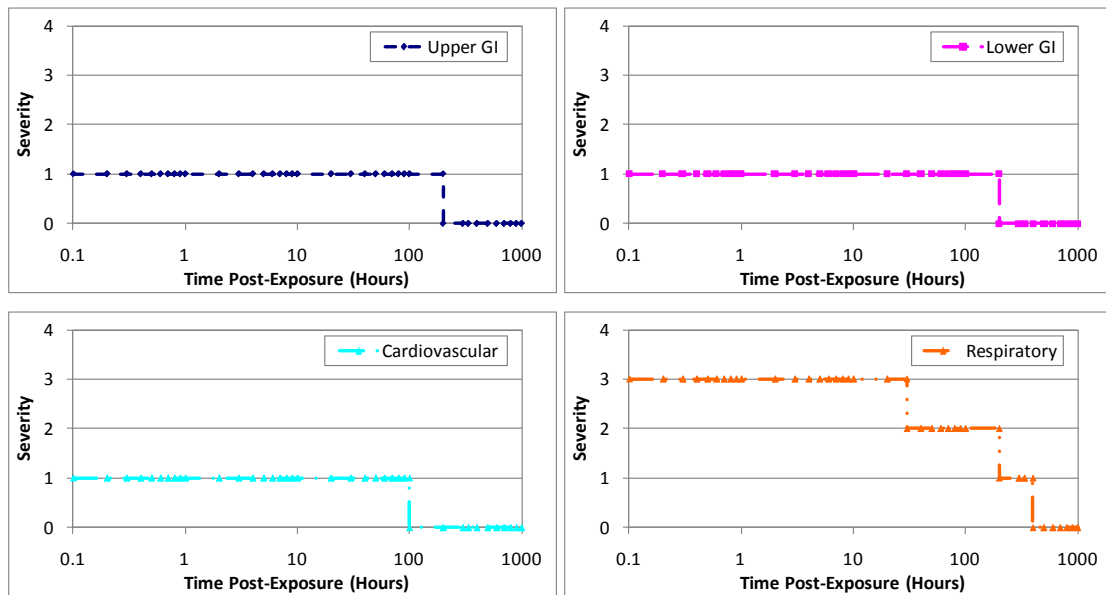 4
Upper GI
3
Severity
2
1
0
0.1 1 10 100 1000
Time Post-Exposure (Hours)
4
Lower GI
3
Severity
2
1
0
0.1 1 10 100 1000
Time Post-Exposure (Hours)
4
Cardiovascular
3
Severity
2
1
0
0.1 1 10 100 1000
Time Post-Exposure (Hours)
4
Respiratory
3
Severity
2
1
0
0.1 1 10 100 1000
Time Post-Exposure (Hours)